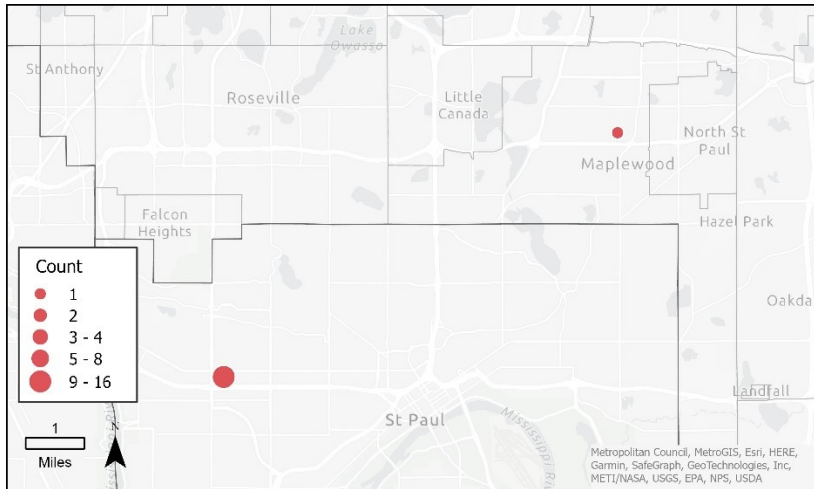 Lake
Owasso
St Anthony
Roseville
Little
Canada
North St
Paul
Maplewood
Falcon
Heights
Hazel Park
Count
1
2
3 - 4
5 - 8
9 - 16
Oakda
Landfall
St Paul
Mississippi Riv
1
Miles
N
Metropolitan Council, MetroGIS, Esri, HERE,
Garmin, SafeGraph, GeoTechnologies, Inc,
METI/NASA, USGS, EPA, NPS, USDA